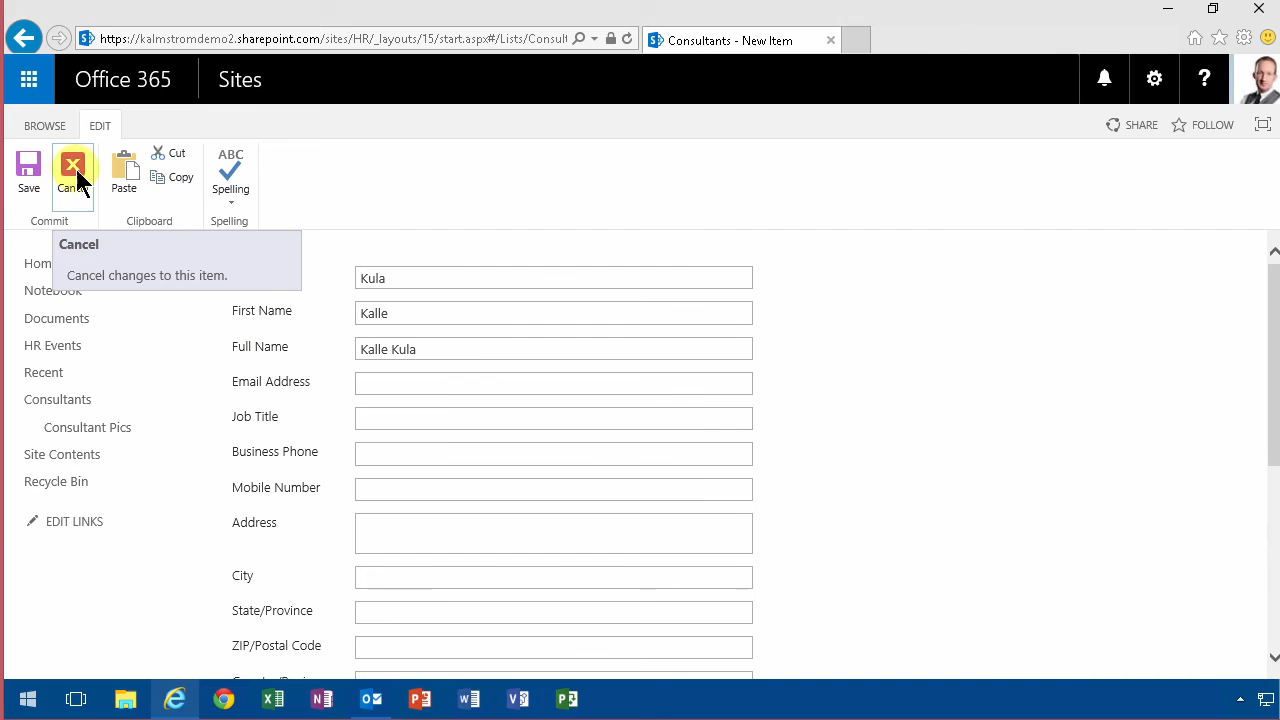 https://kalmstromdemo2.sharepoint.com/sites/HR/_layouts/15/start.aspx#/Lists/Consult
Consultants - New Item
Office 365
Sites
?
BROWSE
EDIT
SHARE
FOLLOW
Save
Paste
Cut
Copy
ABC
Spelling
Commit
Clipboard
Spelling
Cancel
Cancel changes to this item.
Notebook
Documents
HR Events
Recent
Consultants
Consultant Pics
Site Contents
Recycle Bin
EDIT LINKS
Kula
First Name
Kalle
Full Name
Kalle Kula
Email Address
Job Title
Business Phone
Mobile Number
Address
City
State/Province
ZIP/Postal Code